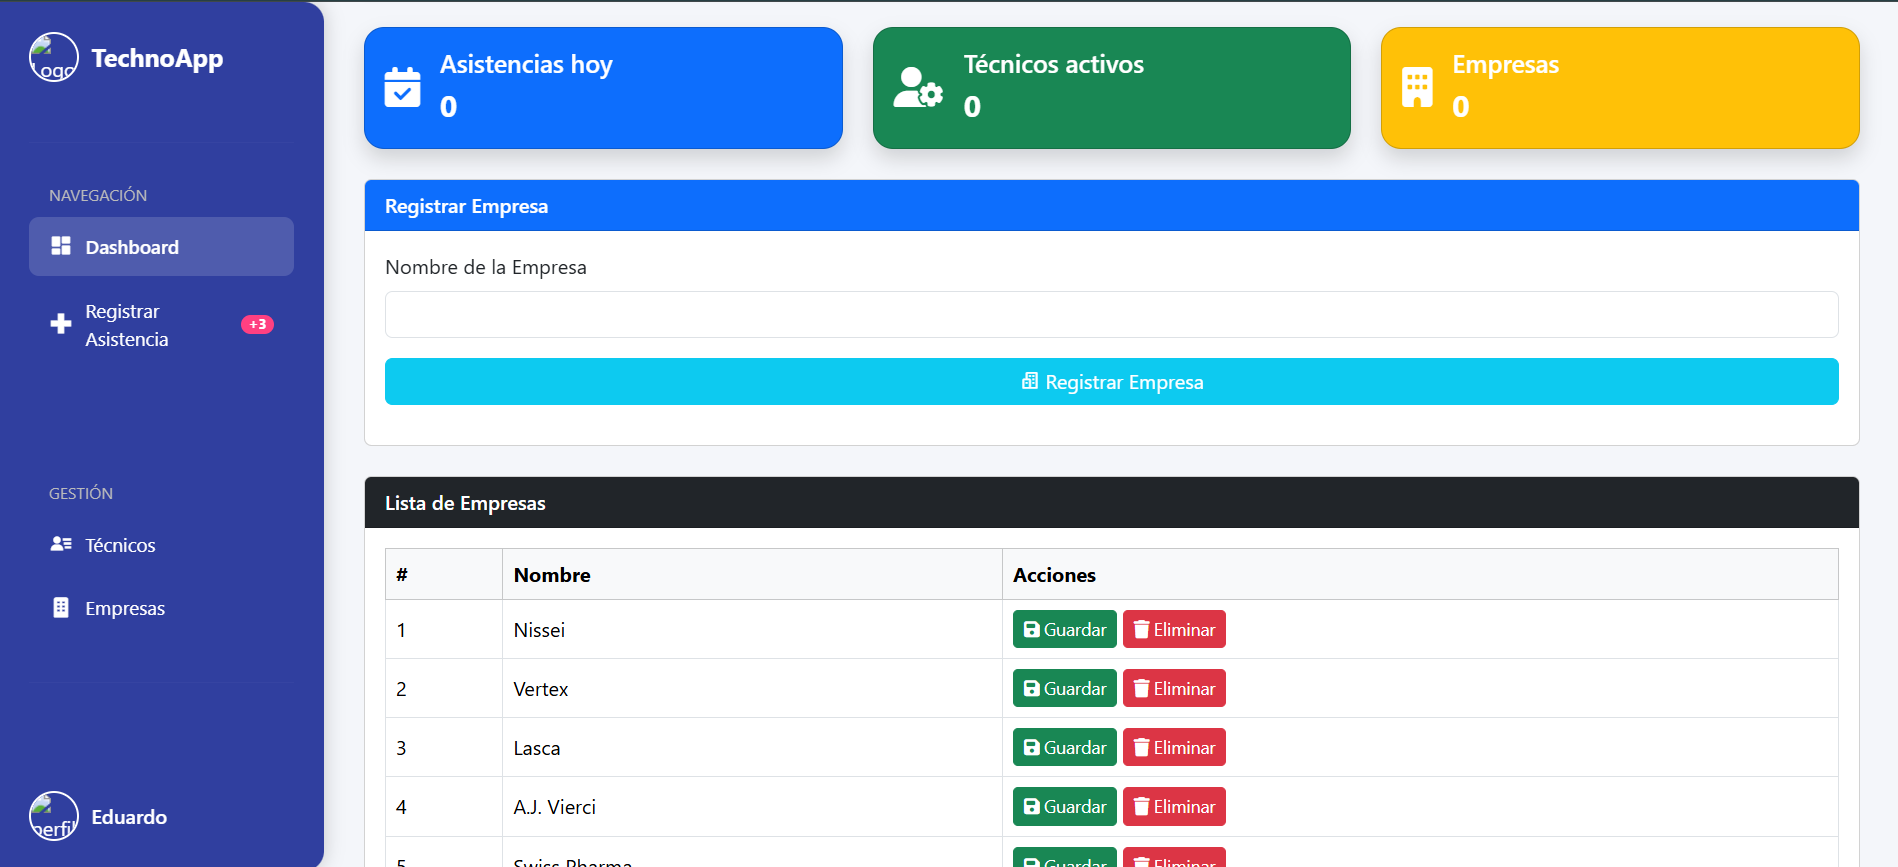 TechnoApp
NAVEGACIÓN
Dashboard
Registrar
Asistencia
+3
GESTIÓN
Técnicos
Empresas
Eduardo
Asistencias hoy
0
Técnicos activos
0
Empresas
0
Registrar Empresa
Nombre de la Empresa
Registrar Empresa
Lista de Empresas
# Nombre Acciones
1 Nissei Guardar Eliminar
2 Vertex Guardar Eliminar
3 Lasca Guardar Eliminar
4 A.J. Vierci Guardar Eliminar
5 Swiss Pharma Guardar Eliminar